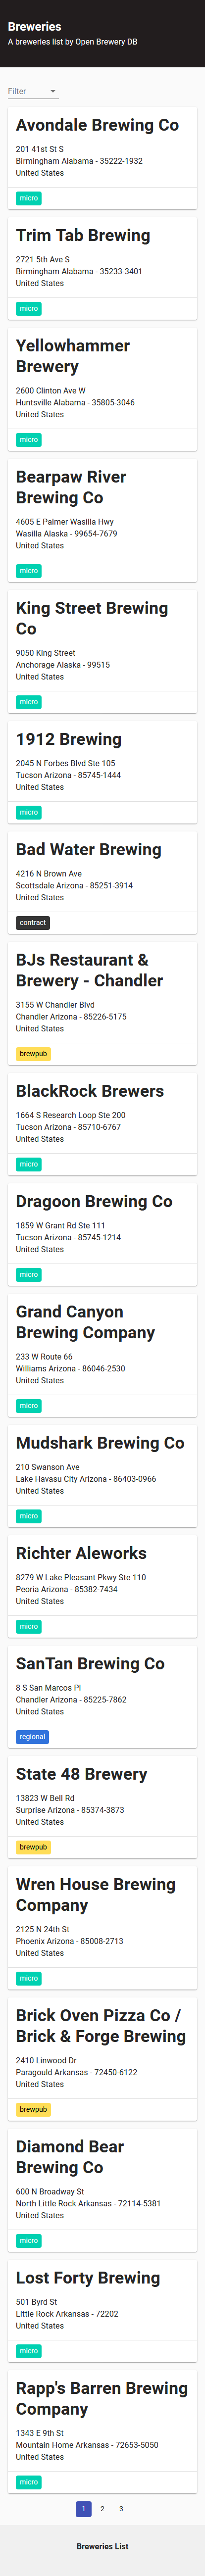 Breweries
A breweries list by Open Brewery DB
Filter
Avondale Brewing Co
201 41st St S
Birmingham Alabama - 35222-1932
United States
micro
Trim Tab Brewing
2721 5th Ave S
Birmingham Alabama - 35233-3401
United States
micro
Yellowhammer
Brewery
2600 Clinton Ave W
Huntsville Alabama - 35805-3046
United States
micro
Bearpaw River
Brewing Co
4605 E Palmer Wasilla Hwy
Wasilla Alaska - 99654-7679
United States
micro
King Street Brewing
Co
9050 King Street
Anchorage Alaska - 99515
United States
micro
1912 Brewing
2045 N Forbes Blvd Ste 105
Tucson Arizona - 85745-1444
United States
micro
Bad Water Brewing
4216 N Brown Ave
Scottsdale Arizona - 85251-3914
United States
contract
BJs Restaurant &
Brewery - Chandler
3155 W Chandler Blvd
Chandler Arizona - 85226-5175
United States
brewpub
BlackRock Brewers
1664 S Research Loop Ste 200
Tucson Arizona - 85710-6767
United States
micro
Dragoon Brewing Co
1859 W Grant Rd Ste 111
Tucson Arizona - 85745-1214
United States
micro
Grand Canyon
Brewing Company
233 W Route 66
Williams Arizona - 86046-2530
United States
micro
Mudshark Brewing Co
210 Swanson Ave
Lake Havasu City Arizona - 86403-0966
United States
micro
Richter Aleworks
8279 W Lake Pleasant Pkwy Ste 110
Peoria Arizona - 85382-7434
United States
micro
SanTan Brewing Co
8 S San Marcos Pl
Chandler Arizona - 85225-7862
United States
regional
State 48 Brewery
13823 W Bell Rd
Surprise Arizona - 85374-3873
United States
brewpub
Wren House Brewing
Company
2125 N 24th St
Phoenix Arizona - 85008-2713
United States
micro
Brick Oven Pizza Co /
Brick & Forge Brewing
2410 Linwood Dr
Paragould Arkansas - 72450-6122
United States
brewpub
Diamond Bear
Brewing Co
600 N Broadway St
North Little Rock Arkansas - 72114-5381
United States
micro
Lost Forty Brewing
501 Byrd St
Little Rock Arkansas - 72202
United States
micro
Rapp's Barren Brewing
Company
1343 E 9th St
Mountain Home Arkansas - 72653-5050
United States
micro
1 2 3
Breweries List